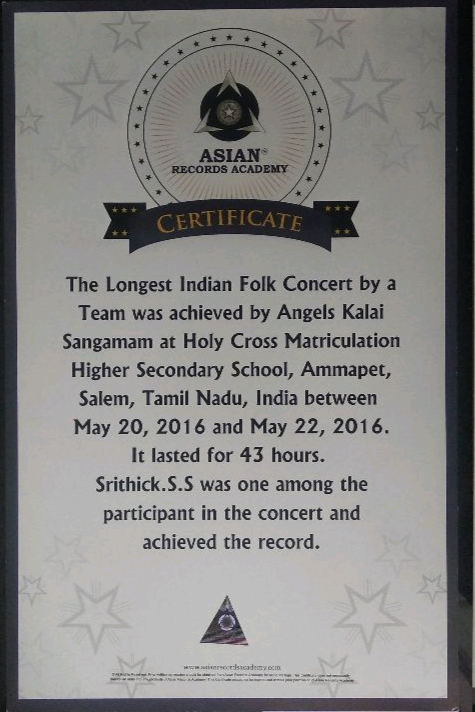 ASIAN®
RECORDS ACADEMY
CERTIFICATE
The Longest Indian Folk Concert by a
Team was achieved by Angels Kalai
Sangamam at Holy Cross Matriculation
Higher Secondary School, Ammapet,
Salem, Tamil Nadu, India between
May 20, 2016 and May 22, 2016.
It lasted for 43 hours.
Srithick.S.S was one among the
participant in the concert and
achieved the record.
www.asianrecordsacademy.com